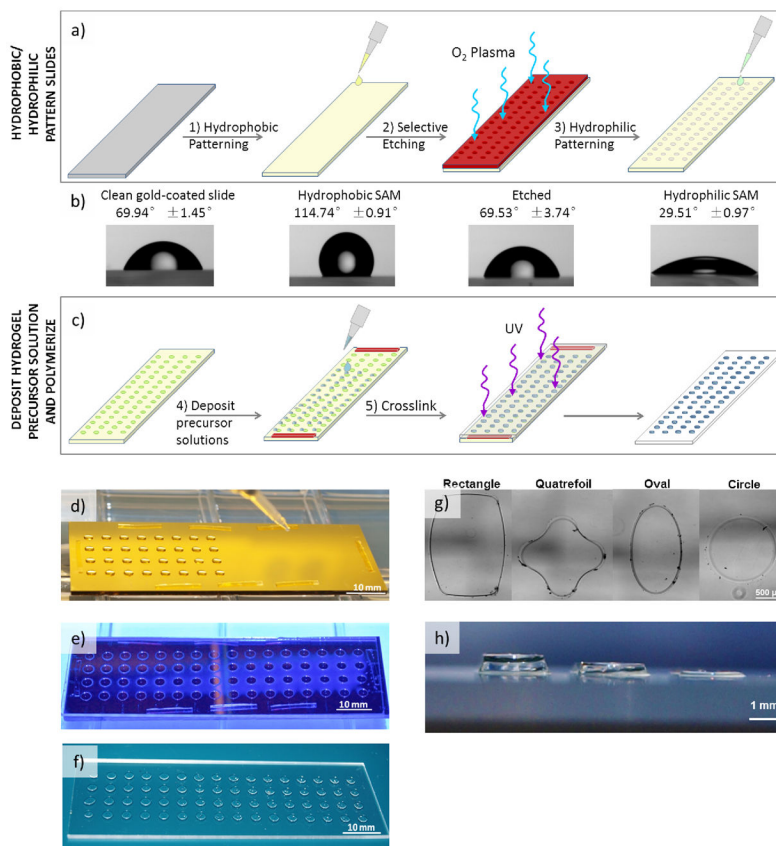 HYDROPHOBIC/
HYDROPHILIC
PATTERN SLIDES
a)
O2 Plasma
1) Hydrophobic
Patterning
2) Selective
Etching
3) Hydrophilic
Patterning
b)
Clean gold-coated slide
69.94° ±1.45°
Hydrophobic SAM
114.74° ±0.91°
Etched
69.53° ±3.74°
Hydrophilic SAM
29.51° ±0.97°
DEPOSIT HYDROGEL
PRECURSOR SOLUTION
AND POLYMERIZE
c)
UV
4) Deposit
precursor
solutions
5) Crosslink
d)
10 mm
e)
10 mm
f)
10 mm
g)
Rectangle
Quatrefoil
Oval
Circle
500 µ
h)
1 mm